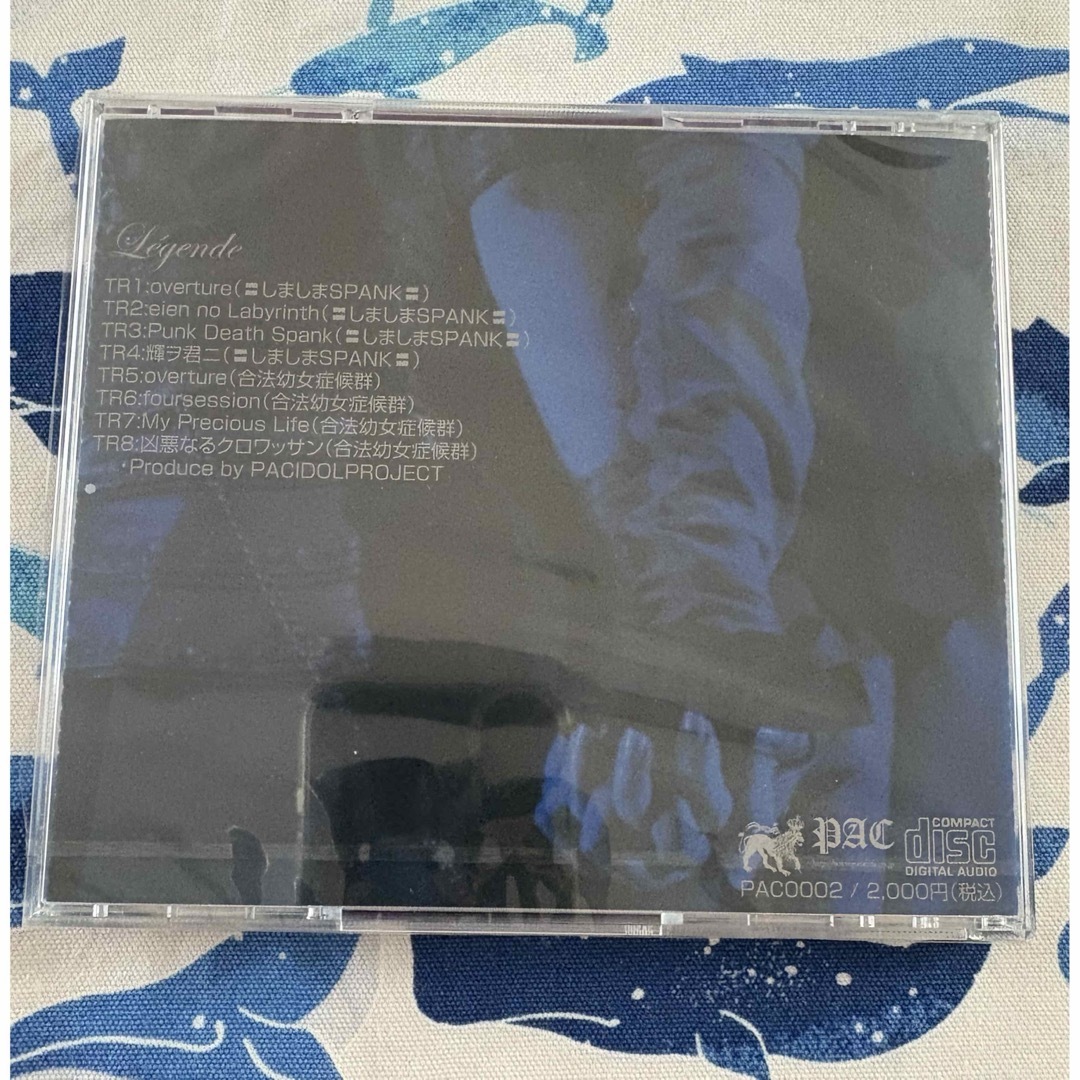 Légende
TR1:overture(〓しましまSPANK〓)
TR2:eien no Labyrinth(〓しましまSPANK〓)
TR3:Punk Death Spank(〓しましまSPANK〓)
TR4:輝ヲ君ニ(〓しましまSPANK〓)
TR5:overture(合法幼女症候群)
TR6:foursession(合法幼女症候群)
TR7:My Precious Life(合法幼女症候群)
TR8:凶悪なるクロワッサン(合法幼女症候群)
・Produce by PACIDOLPROJECT
PAC
COMPACT
disc
DIGITAL AUDIO
PAC0002 / 2,000円(税込)